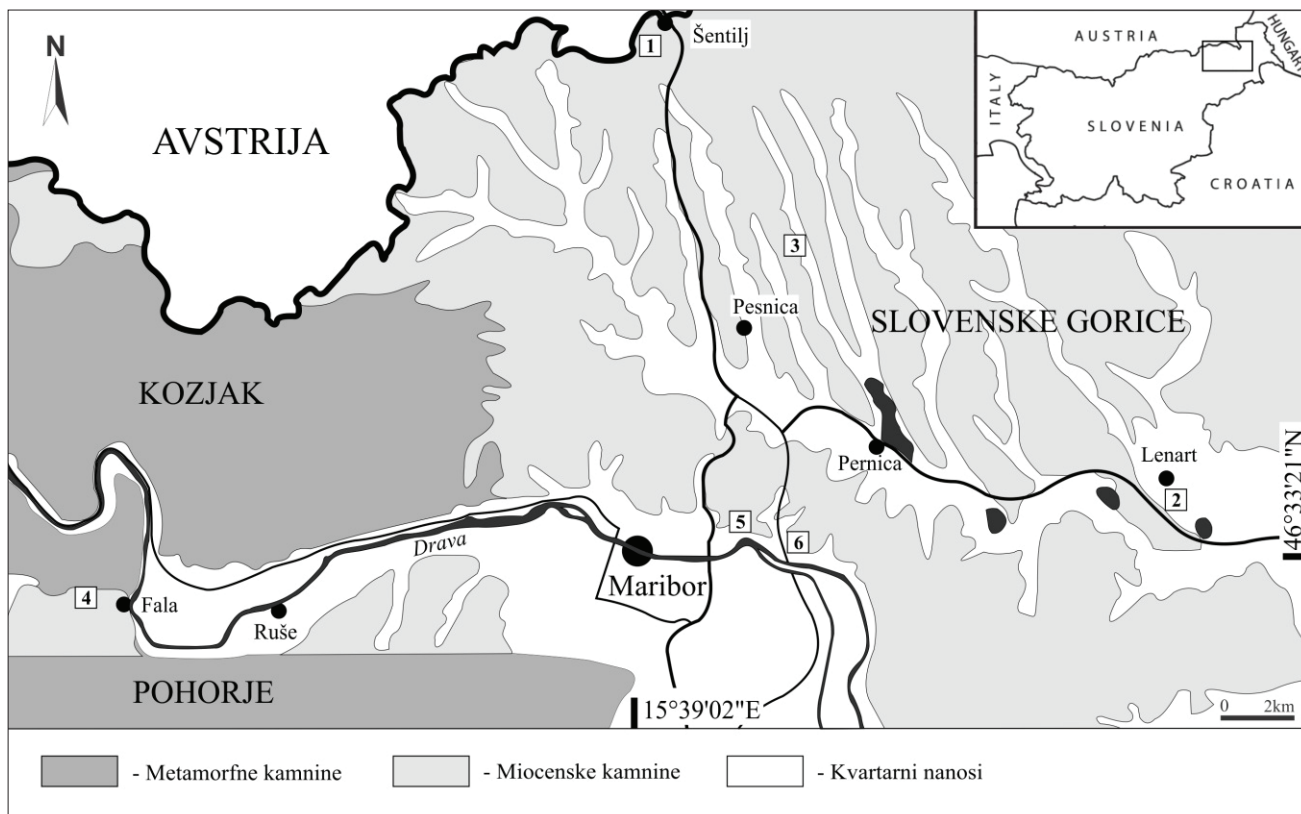 N
1
Šentilj
AVSTRIJA
AUSTRIA
HUNGARY
ITALY
SLOVENIA
CROATIA
3
Pesnica
SLOVENSKE GORICE
KOZJAK
Pernica
Lenart
2
46°33'21"N
Drava
5
6
Maribor
4
Fala
Ruše
POHORJE
15°39'02"E
0 2km
- Metamorfne kamnine
- Miocenske kamnine
- Kvartarni nanosi